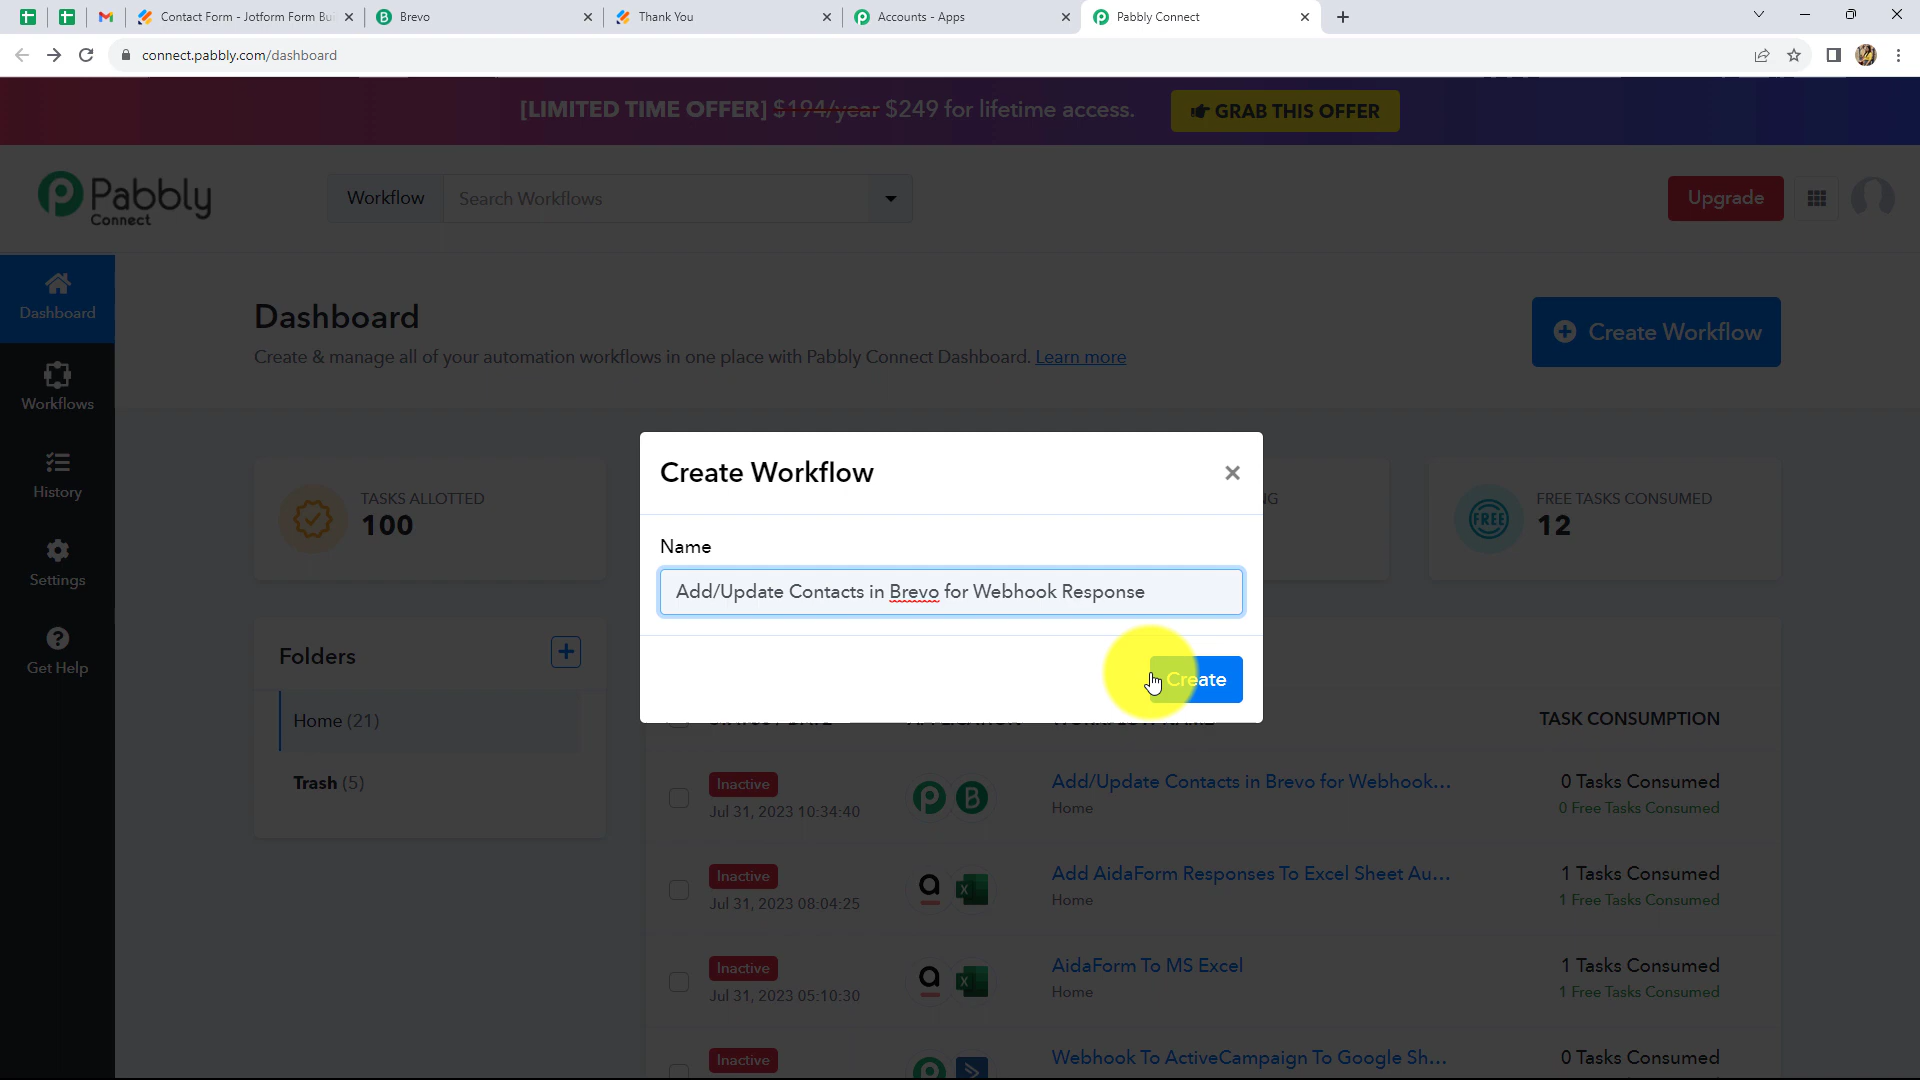 Contact Form - Jotform Form Bui
Brevo
Thank You
Accounts - Apps
Pabbly Connect
connect.pabbly.com/dashboard
[LIMITED TIME OFFER] $194/year $249 for lifetime access.
GRAB THIS OFFER
Pabbly
Connect
Workflow
Search Workflows
Upgrade
Dashboard
Workflows
History
Settings
Get Help
Dashboard
Create & manage all of your automation workflows in one place with Pabbly Connect Dashboard. Learn more
Create Workflow
TASKS ALLOTTED
100
NG
FREE
FREE TASKS CONSUMED
12
Create Workflow
Name
Add/Update Contacts in Brevo for Webhook Response
Create
Folders
Home (21)
Trash (5)
TASK CONSUMPTION
Inactive
Jul 31, 2023 10:34:40
Add/Update Contacts in Brevo for Webhook...
Home
0 Tasks Consumed
0 Free Tasks Consumed
Inactive
Jul 31, 2023 08:04:25
Add AidaForm Responses To Excel Sheet Au...
Home
1 Tasks Consumed
1 Free Tasks Consumed
Inactive
Jul 31, 2023 05:10:30
AidaForm To MS Excel
Home
1 Tasks Consumed
1 Free Tasks Consumed
Inactive
Webhook To ActiveCampaign To Google Sh...
0 Tasks Consumed